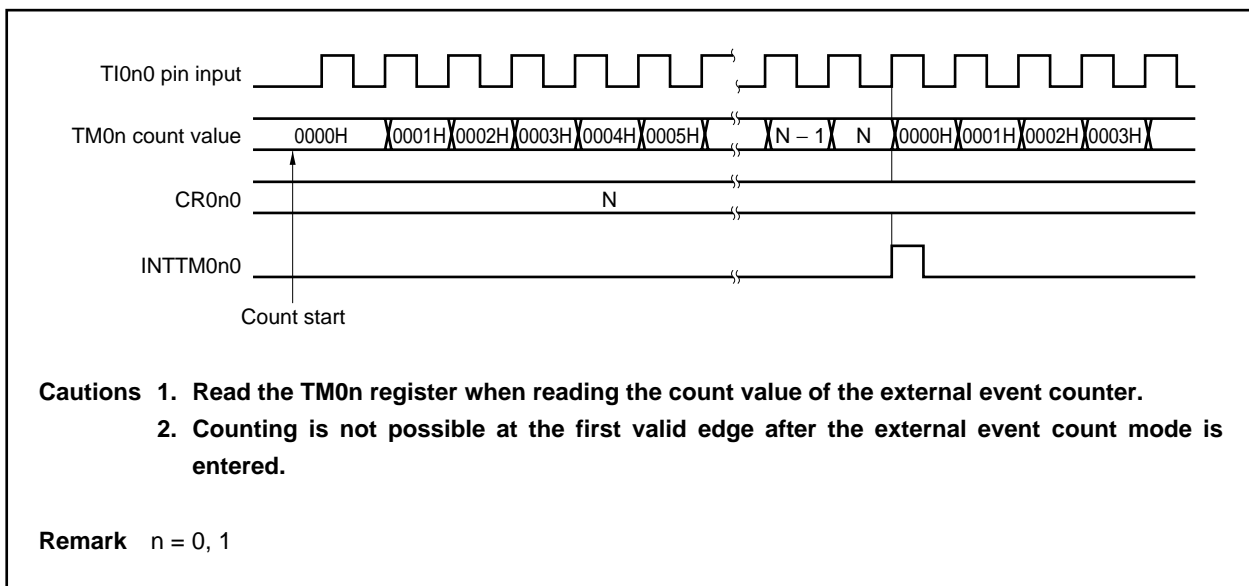 TI0n0 pin input
TM0n count value 0000H 0001H 0002H 0003H 0004H 0005H N − 1 N 0000H 0001H 0002H 0003H
CR0n0 N
INTTM0n0
Count start
Cautions 1. Read the TM0n register when reading the count value of the external event counter.
2. Counting is not possible at the first valid edge after the external event count mode is
entered.
Remark n = 0, 1